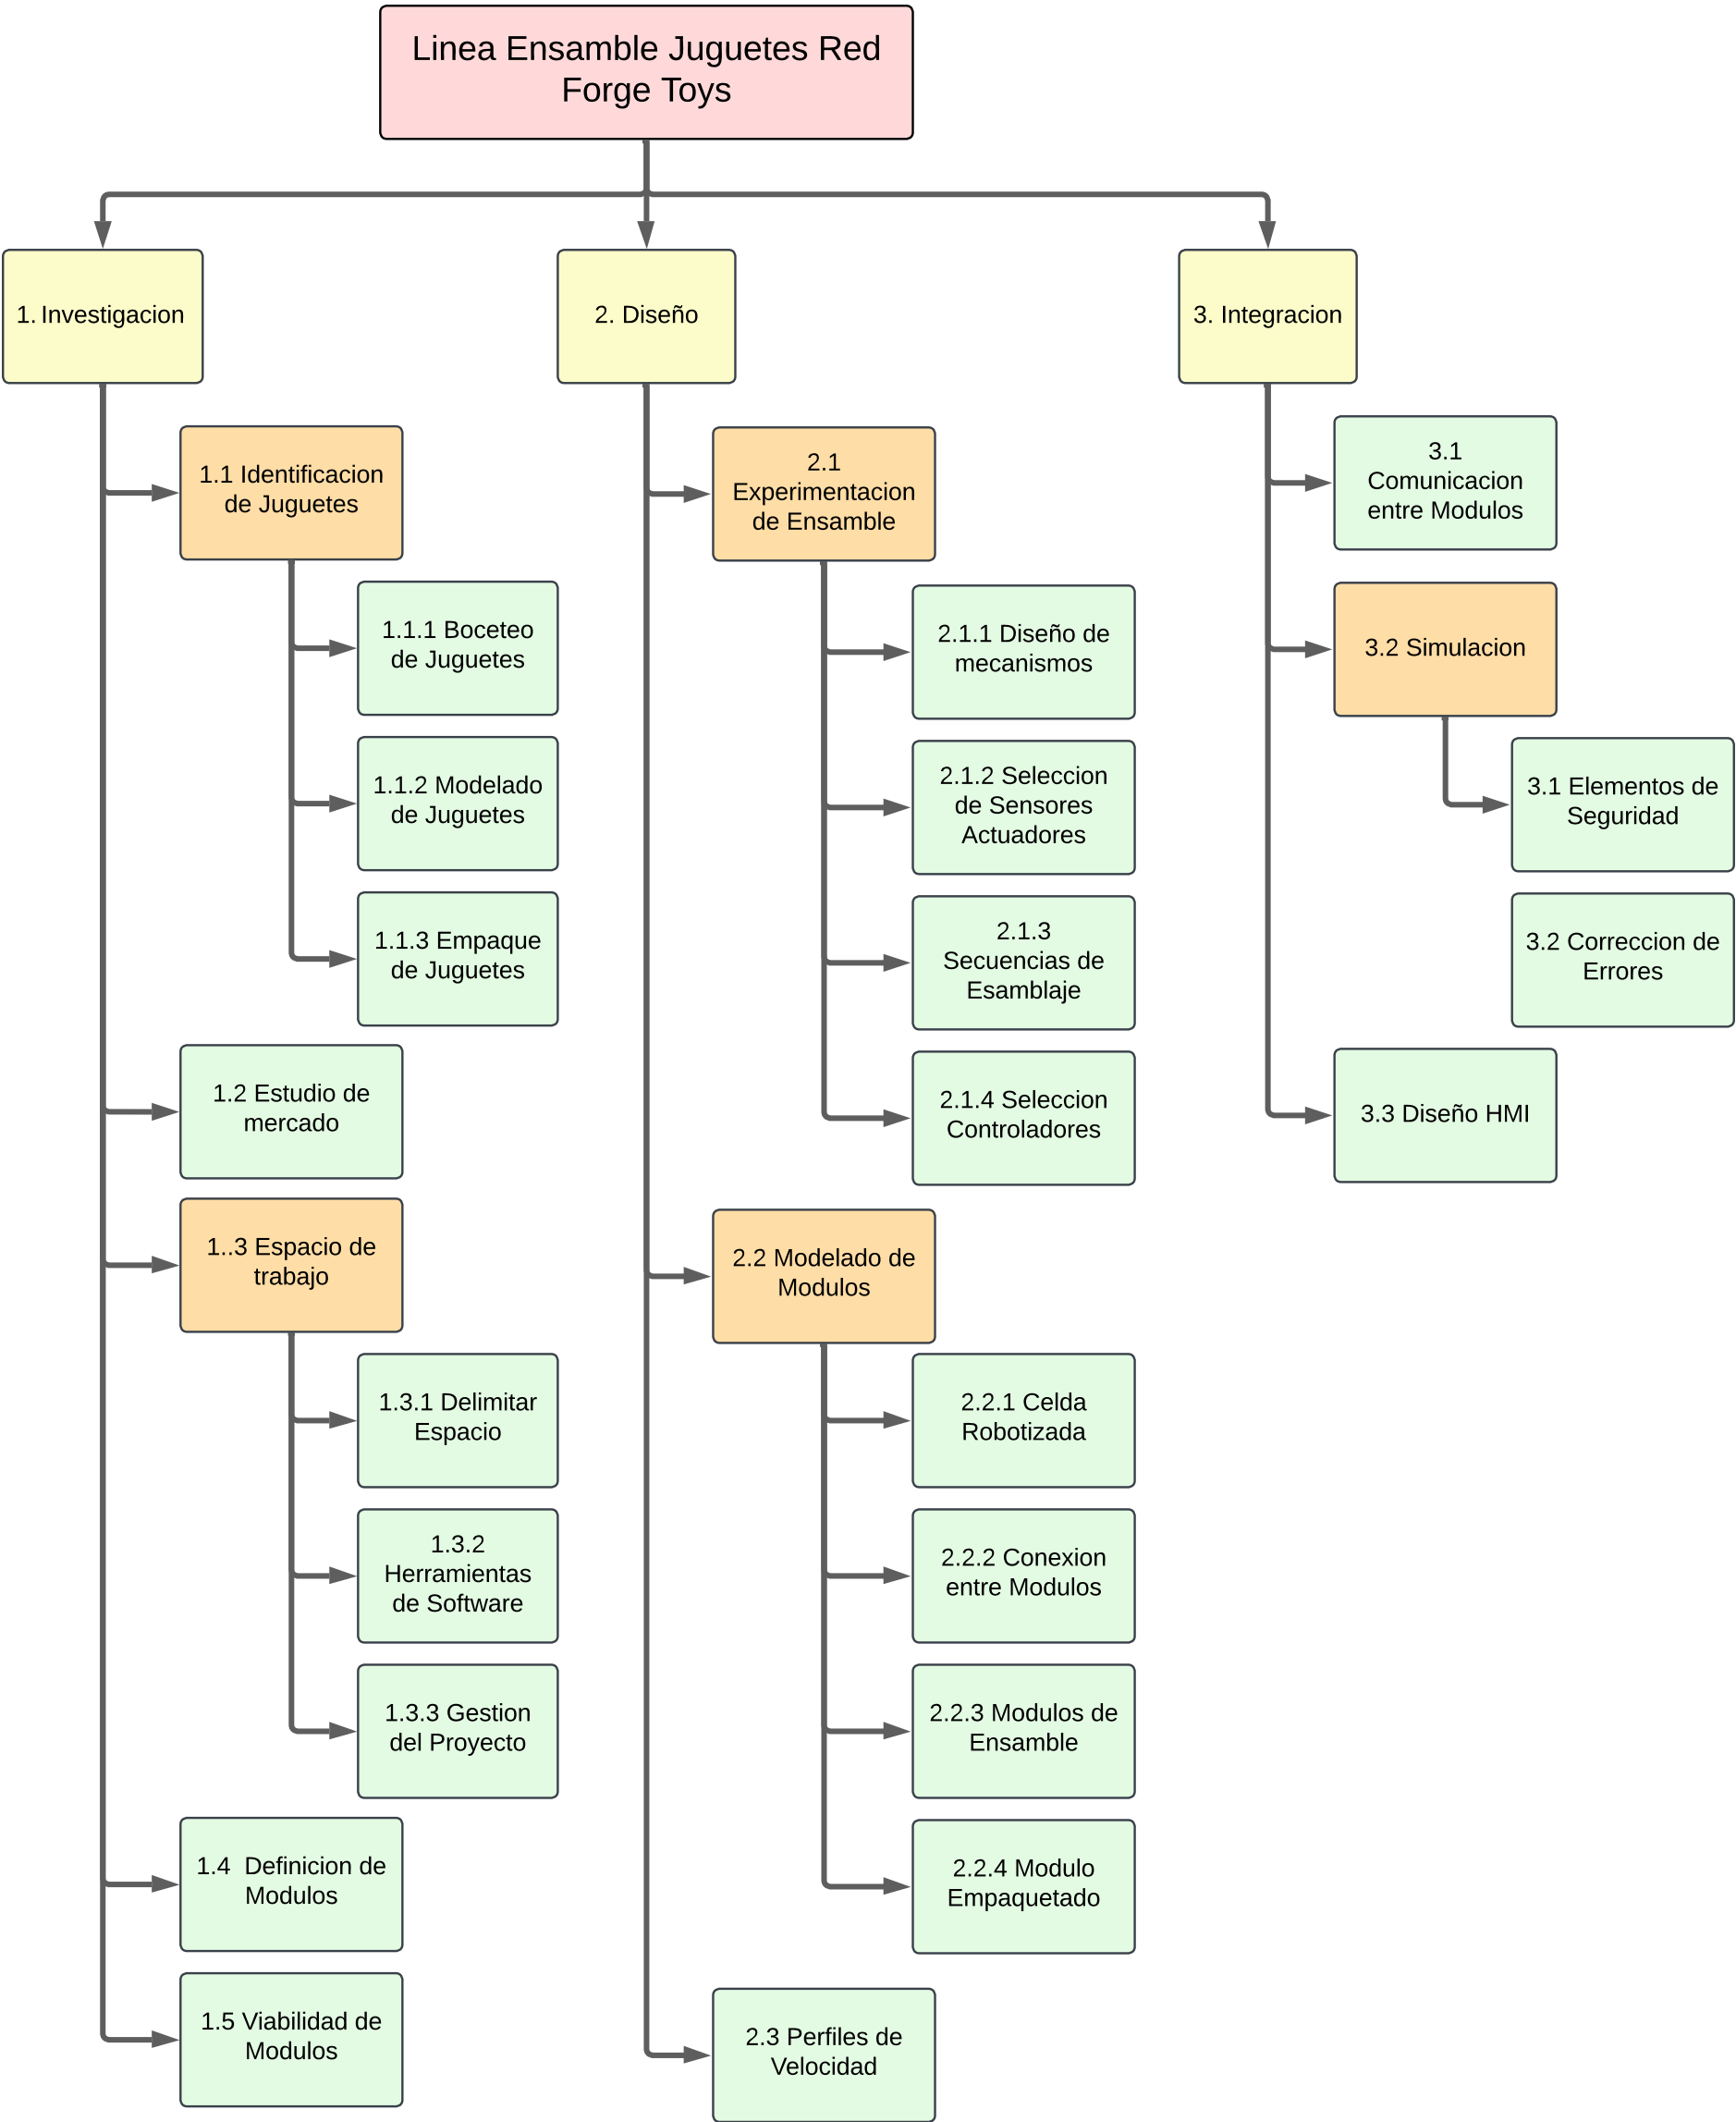 Linea Ensamble Juguetes Red
Forge Toys
1. Investigacion
1.1 Identificacion
de Juguetes
1.1.1 Boceteo
de Juguetes
1.1.2 Modelado
de Juguetes
1.1.3 Empaque
de Juguetes
1.2 Estudio de
mercado
1..3 Espacio de
trabajo
1.3.1 Delimitar
Espacio
1.3.2
Herramientas
de Software
1.3.3 Gestion
del Proyecto
1.4  Definicion de
Modulos
1.5 Viabilidad de
Modulos
2. Diseño
2.1
Experimentacion
de Ensamble
2.1.1 Diseño de
mecanismos
2.1.2 Seleccion
de Sensores
Actuadores
2.1.3
Secuencias de
Esamblaje
2.1.4 Seleccion
Controladores
2.2 Modelado de
Modulos
2.2.1 Celda
Robotizada
2.2.2 Conexion
entre Modulos
2.2.3 Modulos de
Ensamble
2.2.4 Modulo
Empaquetado
2.3 Perfiles de
Velocidad
3. Integracion
3.1
Comunicacion
entre Modulos
3.2 Simulacion
3.1 Elementos de
Seguridad
3.2 Correccion de
Errores
3.3 Diseño HMI